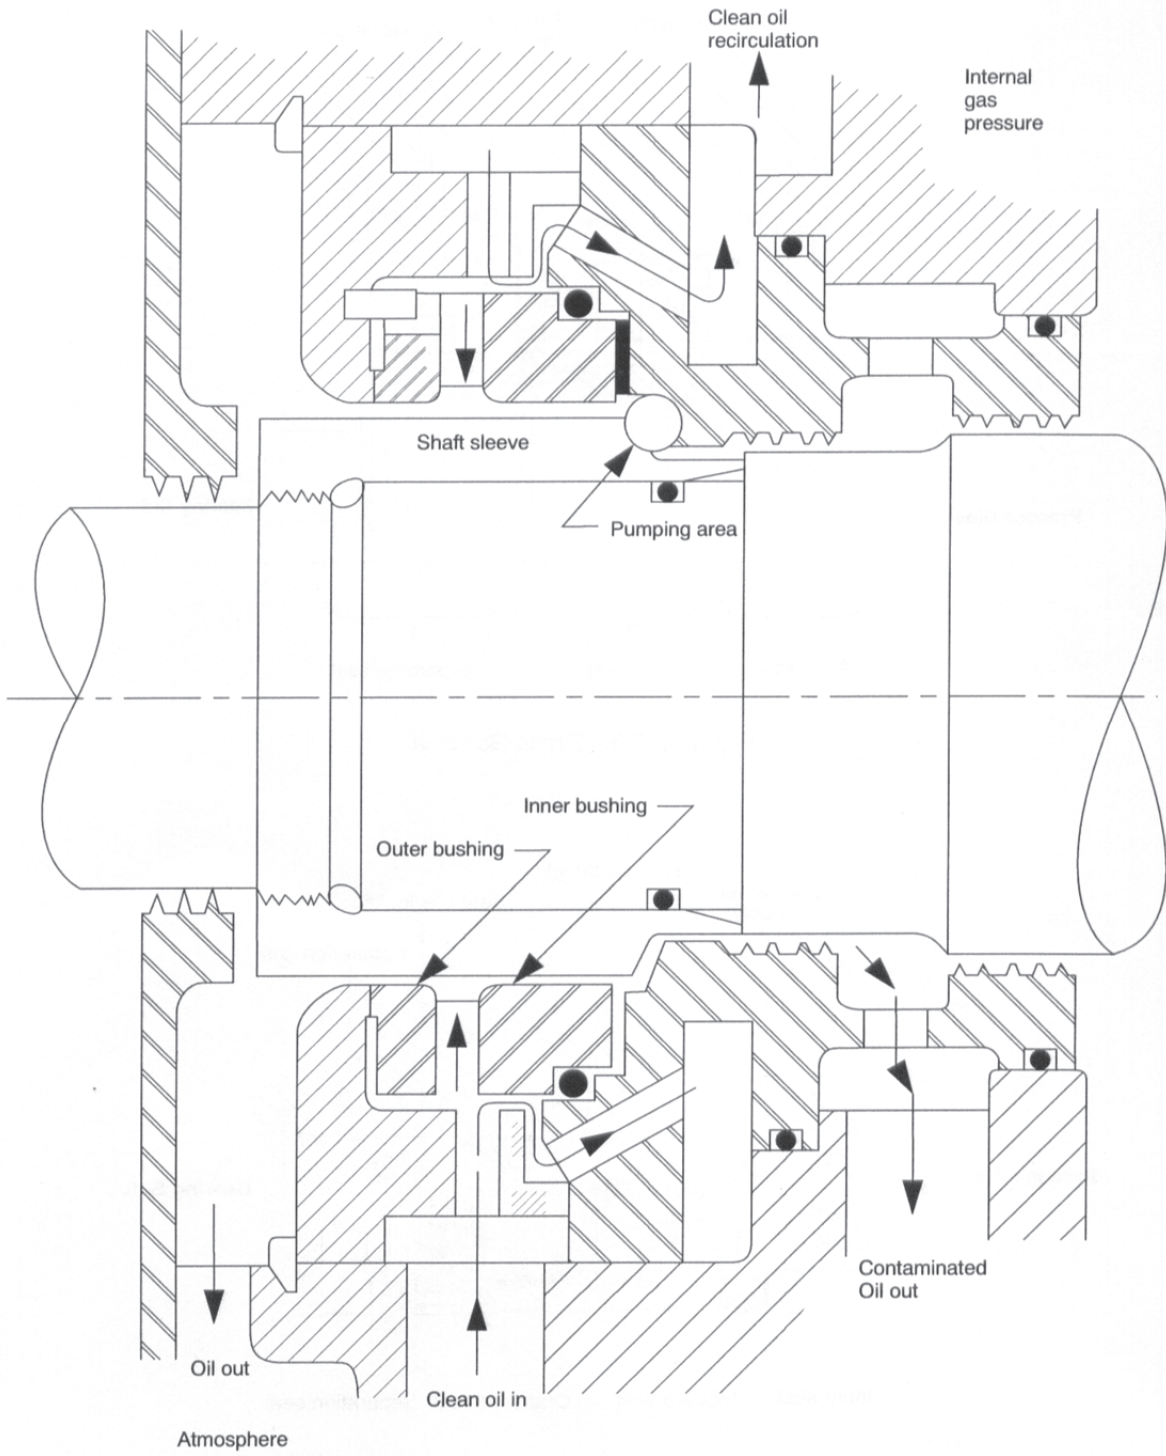 Clean oil
recirculation
Internal
gas
pressure
Shaft sleeve
Pumping area
Inner bushing
Outer bushing
Contaminated
Oil out
Oil out
Clean oil in
Atmosphere